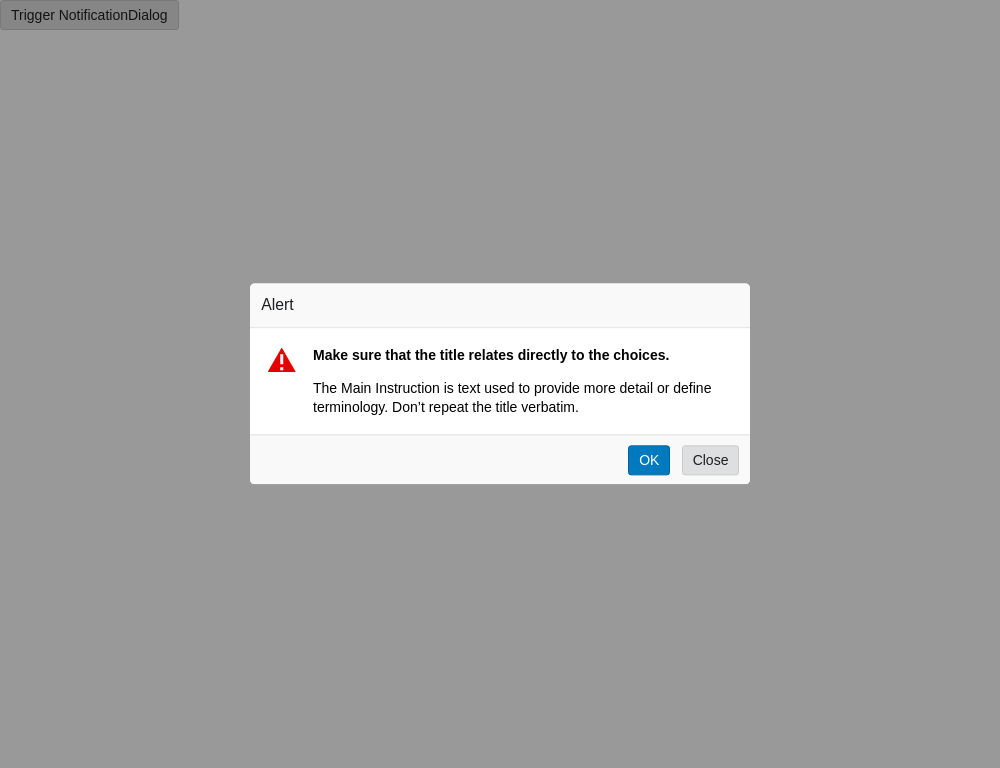 Trigger NotificationDialog
Alert
Make sure that the title relates directly to the choices.
The Main Instruction is text used to provide more detail or define
terminology. Don’t repeat the title verbatim.
OK Close